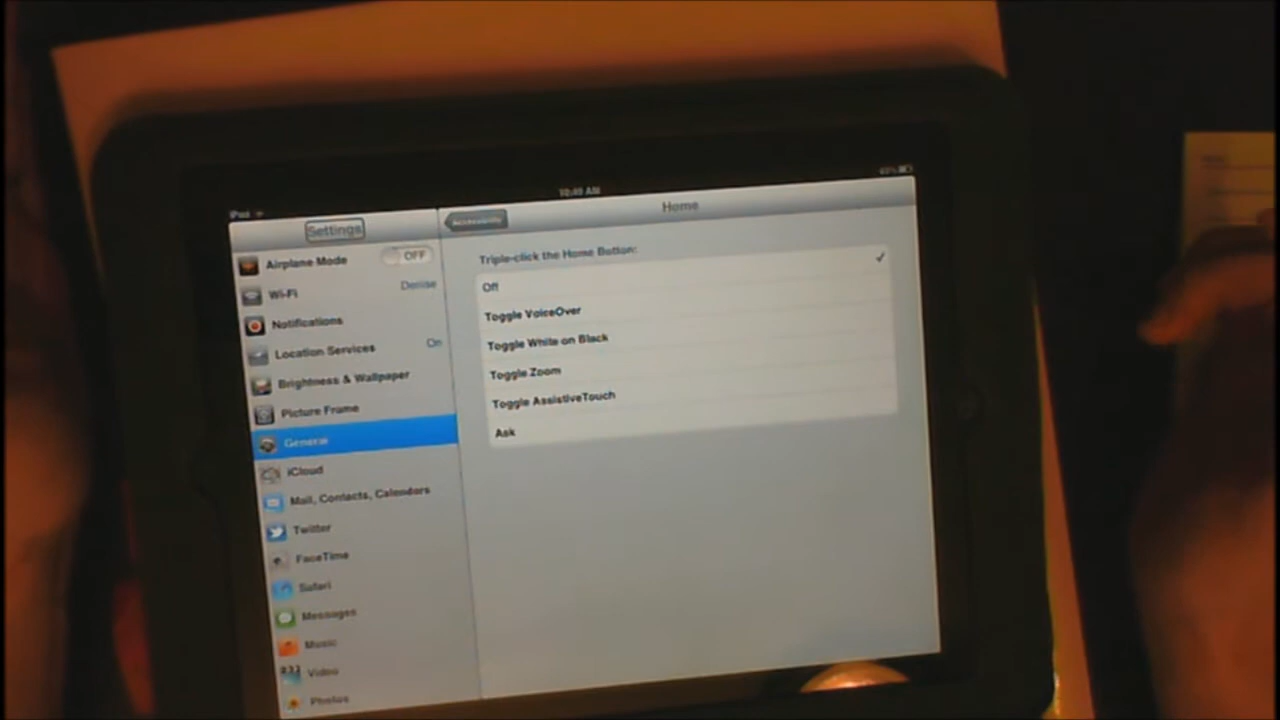 iPad
10:49 AM
Settings
Airplane Mode OFF
Wi-Fi Denise
Notifications
Location Services On
Brightness & Wallpaper
Picture Frame
General
iCloud
Mail, Contacts, Calendars
Twitter
FaceTime
Safari
Messages
Music
Video
Photos
Accessibility
Home
Triple-click the Home Button:
Off
Toggle VoiceOver
Toggle White on Black
Toggle Zoom
Toggle AssistiveTouch
Ask